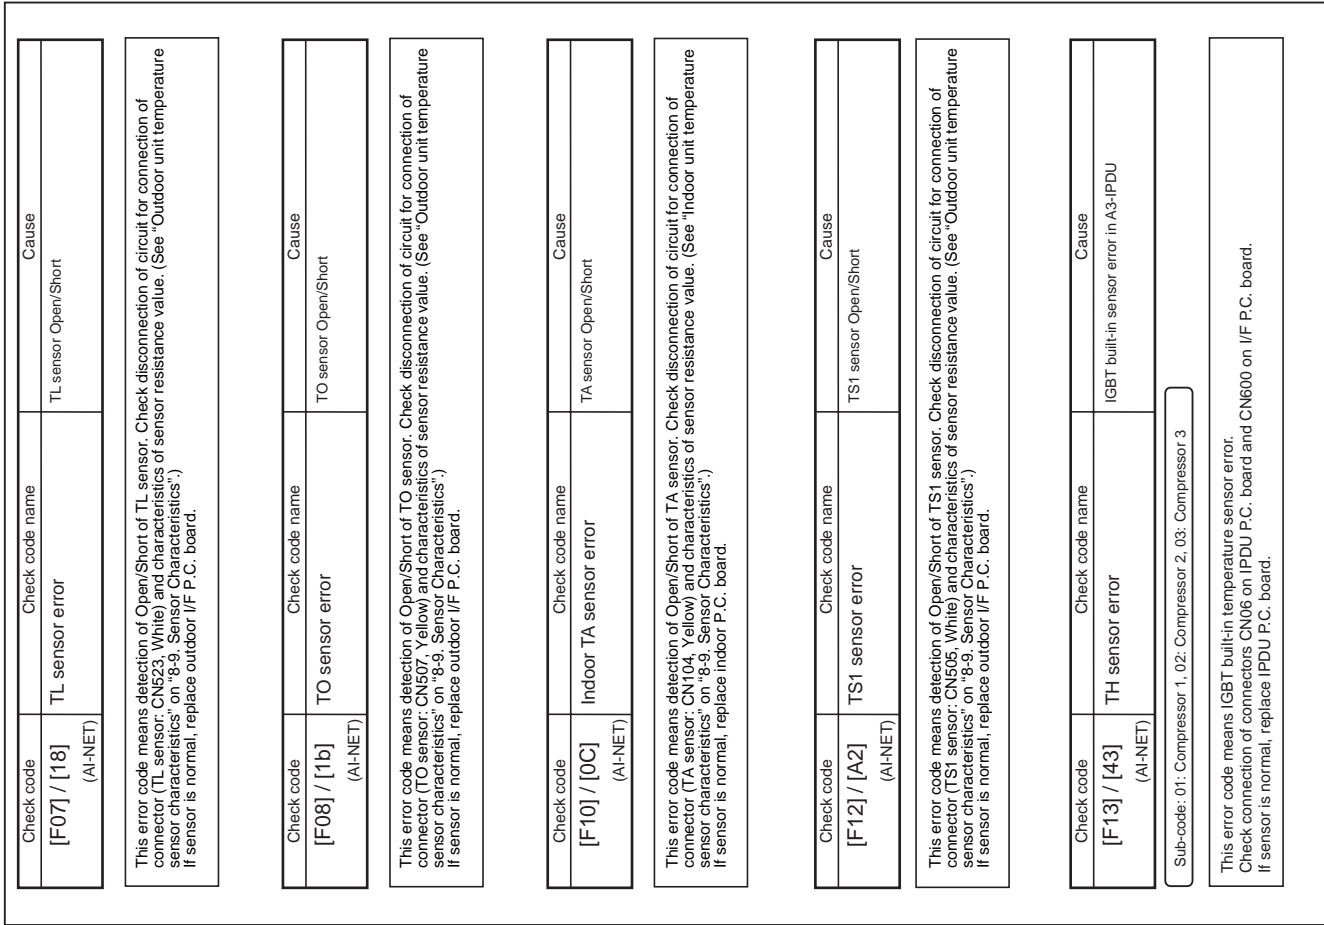 Check code
Check code name
Cause
[F07] / [18]
(AI-NET)
TL sensor error
TL sensor Open/Short
This error code means detection of Open/Short of TL sensor. Check disconnection of circuit for connection of
connector (TL sensor: CN523, White) and characteristics of sensor resistance value. (See “Outdoor unit temperature
sensor characteristics” on “8-9. Sensor Characteristics”.)
If sensor is normal, replace outdoor I/F P.C. board.
Check code
Check code name
Cause
[F08] / [1b]
(AI-NET)
TO sensor error
TO sensor Open/Short
This error code means detection of Open/Short of TO sensor. Check disconnection of circuit for connection of
connector (TO sensor: CN507, Yellow) and characteristics of sensor resistance value. (See “Outdoor unit temperature
sensor characteristics” on “8-9. Sensor Characteristics”.)
If sensor is normal, replace outdoor I/F P.C. board.
Check code
Check code name
Cause
[F10] / [0C]
(AI-NET)
Indoor TA sensor error
TA sensor Open/Short
This error code means detection of Open/Short of TA sensor. Check disconnection of circuit for connection of
connector (TA sensor: CN104, Yellow) and characteristics of sensor resistance value. (See “Indoor unit temperature
sensor characteristics” on “8-9. Sensor Characteristics”.)
If sensor is normal, replace indoor P.C. board.
Check code
Check code name
Cause
[F12] / [A2]
(AI-NET)
TS1 sensor error
TS1 sensor Open/Short
This error code means detection of Open/Short of TS1 sensor. Check disconnection of circuit for connection of
connector (TS1 sensor: CN505, White) and characteristics of sensor resistance value. (See “Outdoor unit temperature
sensor characteristics” on “8-9. Sensor Characteristics”.)
If sensor is normal, replace outdoor I/F P.C. board.
Check code
Check code name
Cause
[F13] / [43]
(AI-NET)
TH sensor error
IGBT built-in sensor error in A3-IPDU
Sub-code: 01: Compressor 1, 02: Compressor 2, 03: Compressor 3
This error code means IGBT built-in temperature sensor error.
Check connection of connectors CN06 on IPDU P.C. board and CN600 on I/F P.C. board.
If sensor is normal, replace IPDU P.C. board.